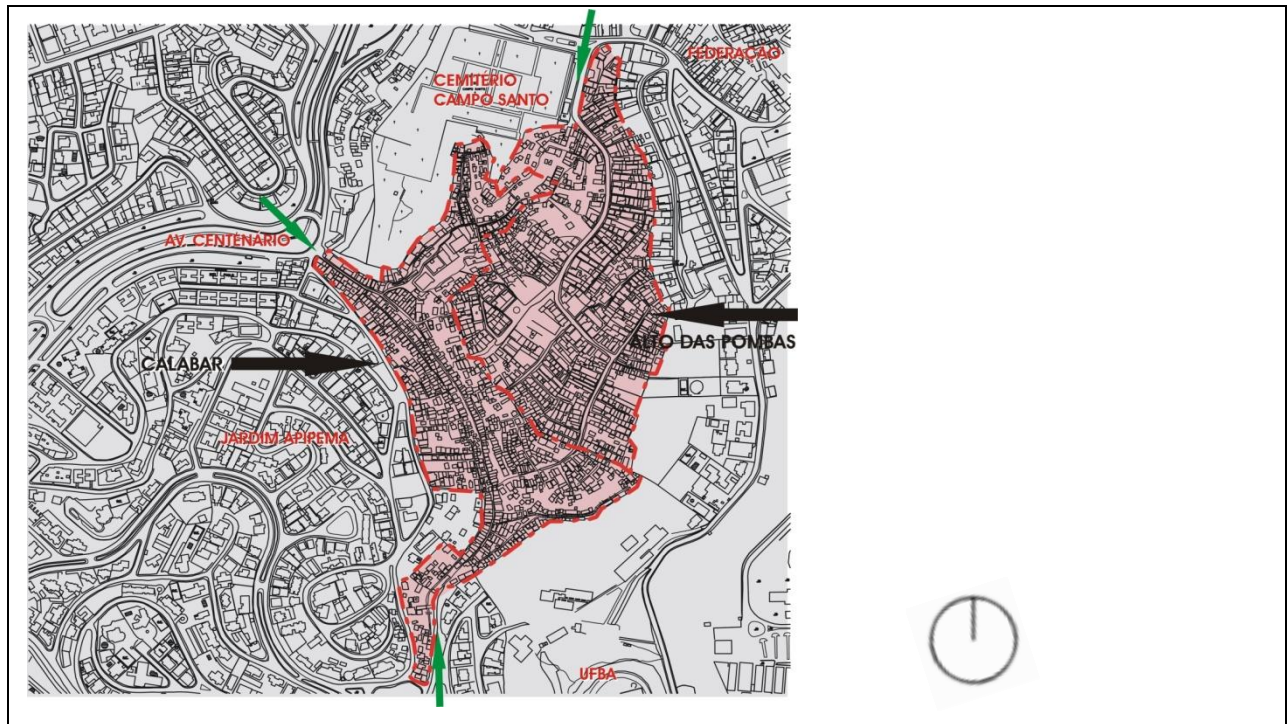 FEDERAÇÃO
CEMITÉRIO
CAMPO SANTO
AV. CENTENÁRIO
ALTO DAS POMBAS
CALABAR
JARDIM APIPEMA
UFBA